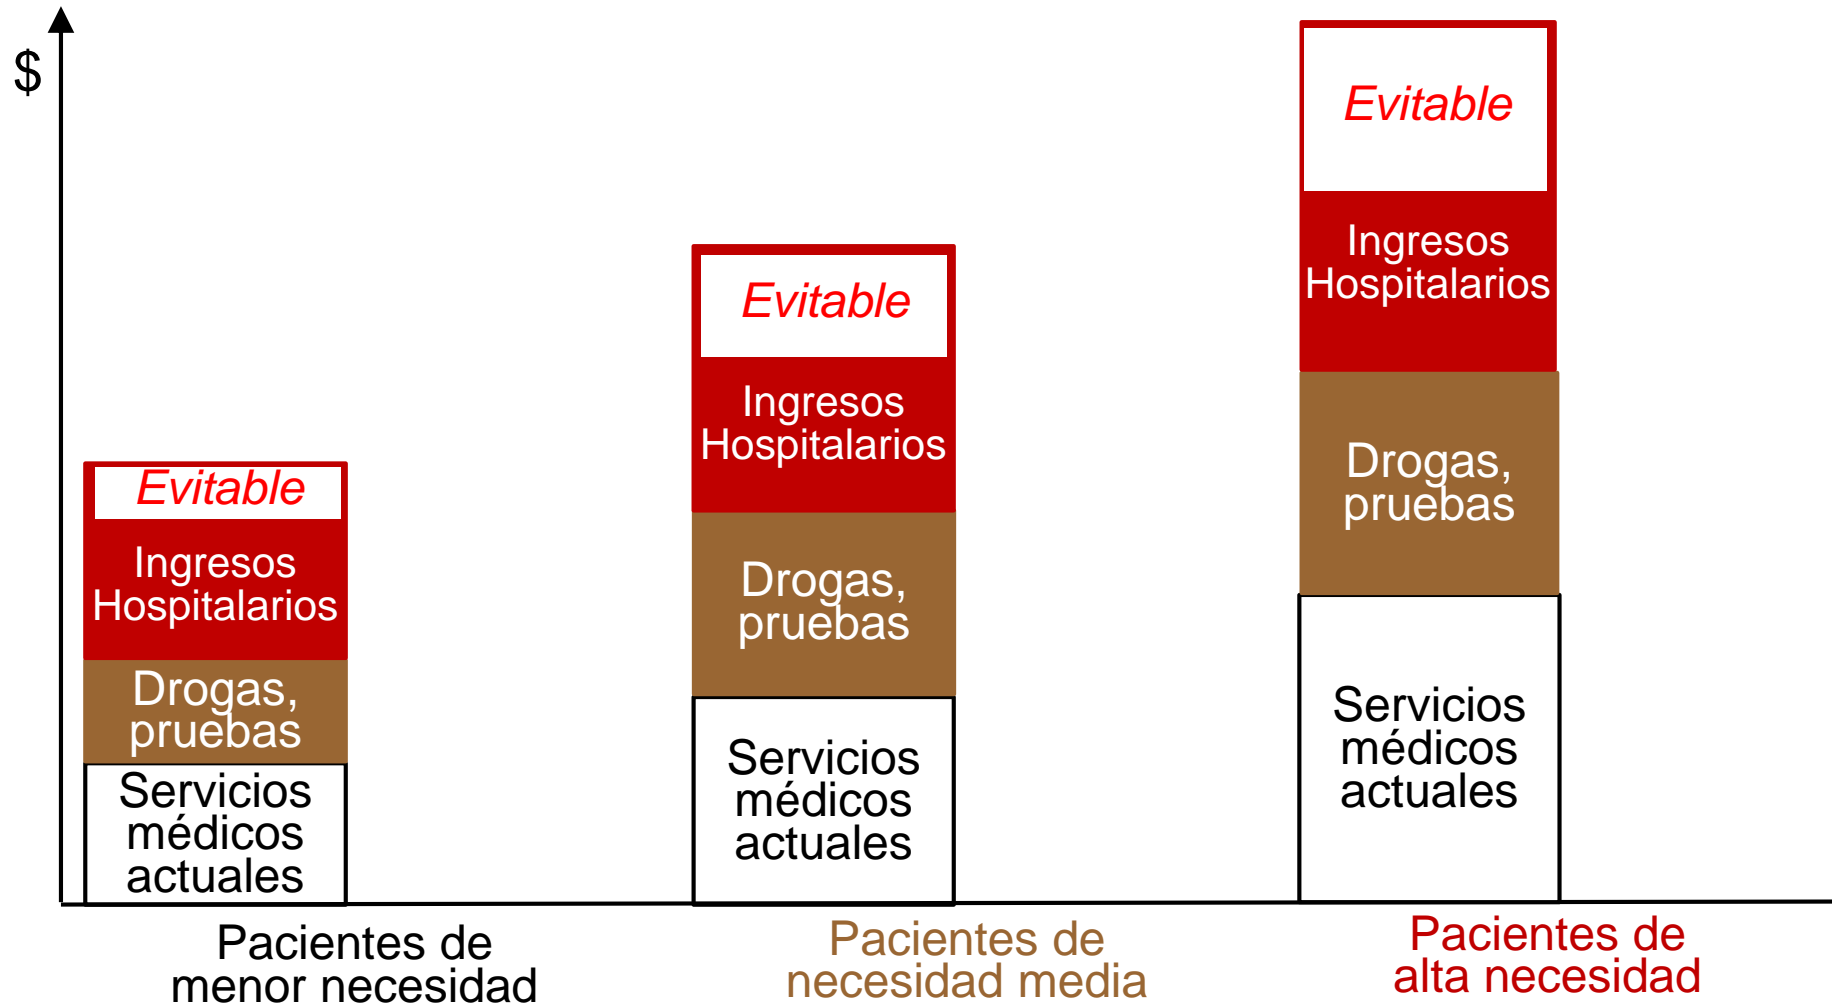 $
Evitable
Ingresos
Hospitalarios
Drogas,
pruebas
Servicios
médicos
actuales
Pacientes de
menor necesidad
Evitable
Ingresos
Hospitalarios
Drogas,
pruebas
Servicios
médicos
actuales
Pacientes de
necesidad media
Evitable
Ingresos
Hospitalarios
Drogas,
pruebas
Servicios
médicos
actuales
Pacientes de
alta necesidad